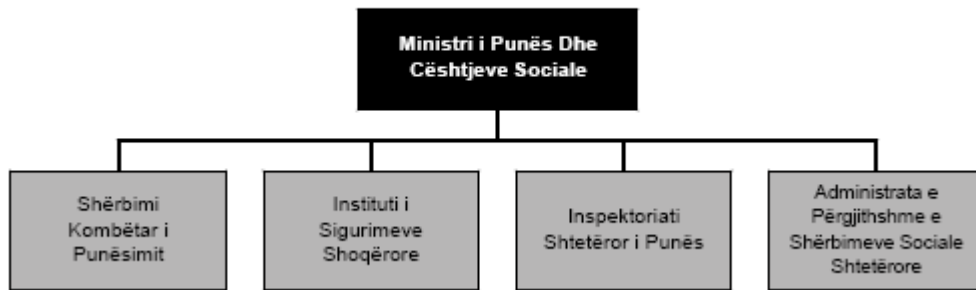 Ministri i Punës Dhe
Cështjeve Sociale
Shërbimi
Kombëtar i
Punësimit
Instituti i
Sigurimeve
Shoqërore
Inspektoriati
Shtetëror i Punës
Administrata e
Përgjithshme e
Shërbimeve Sociale
Shtetërore